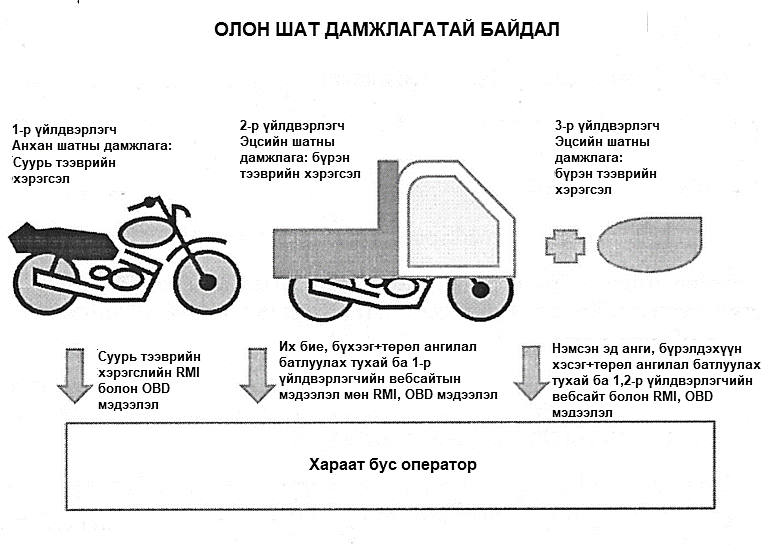 ОЛОН ШАТ ДАМЖЛАГАТАЙ БАЙДАЛ
1-р үйлдвэрлэгч
Анхан шатны дамжлага:
Суурь тээврийн
хэрэгсэл
2-р үйлдвэрлэгч
Эцсийн шатны
дамжлага: бүрэн
тээврийн хэрэгсэл
3-р үйлдвэрлэгч
Эцсийн шатны
дамжлага:
бүрэн тээврийн
хэрэгсэл
Суурь тээврийн
хэрэгслийн RMI
болон OBD
мэдээлэл
Их бие, бүхээг+төрөл ангилал
батлуулах тухай ба 1-р
үйлдвэрлэгчийн вебсайтын
мэдээлэл мөн RMI, OBD мэдээлэл
Нэмсэн эд анги, бүрэлдэхүүн
хэсэг+төрөл ангилал батлуулах
тухай ба 1,2-р үйлдвэрлэгчийн
вебсайт болон RMI, OBD
мэдээлэл
Хараат бус оператор